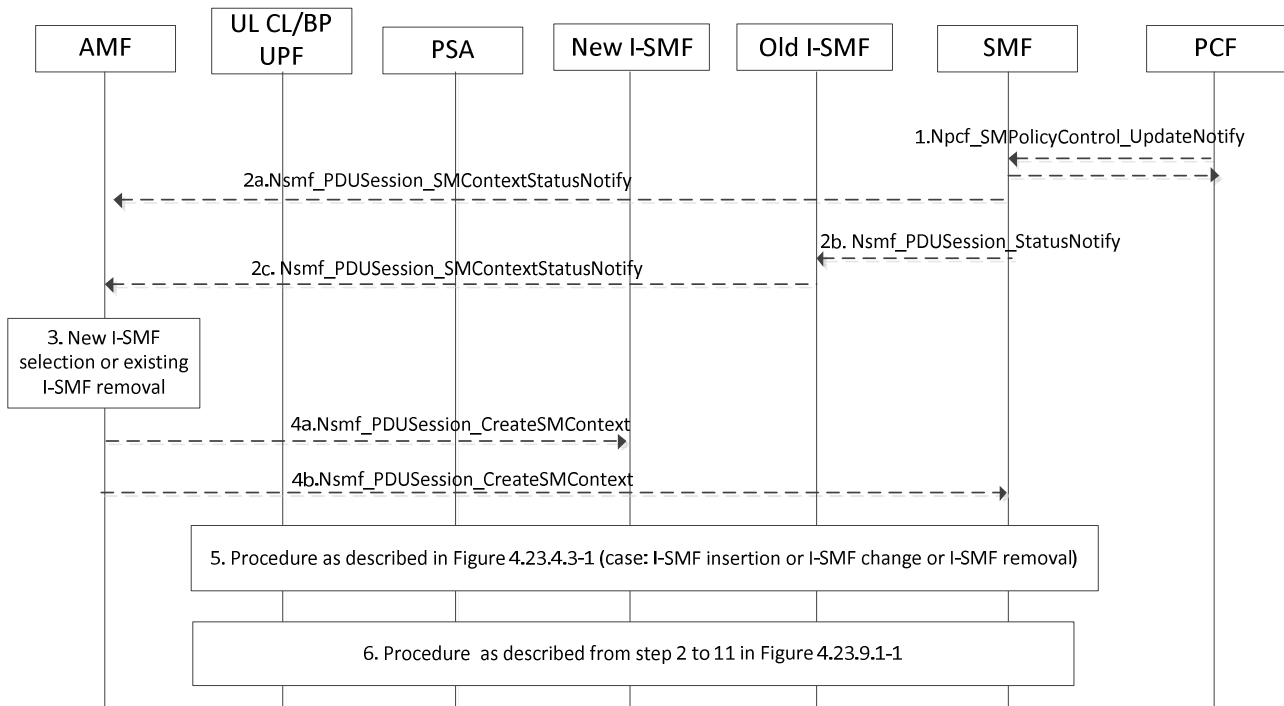 AMF
UL CL/BP
UPF
PSA
New I-SMF
Old I-SMF
SMF
PCF
1.Npcf_SMPolicyControl_UpdateNotify
2a.Nsmf_PDUSession_SMContextStatusNotify
2b. Nsmf_PDUSession_StatusNotify
2c. Nsmf_PDUSession_SMContextStatusNotify
3. New I-SMF
selection or existing
I-SMF removal
4a.Nsmf_PDUSession_CreateSMContext
4b.Nsmf_PDUSession_CreateSMContext
5. Procedure as described in Figure 4.23.4.3-1 (case: I-SMF insertion or I-SMF change or I-SMF removal)
6. Procedure as described from step 2 to 11 in Figure 4.23.9.1-1